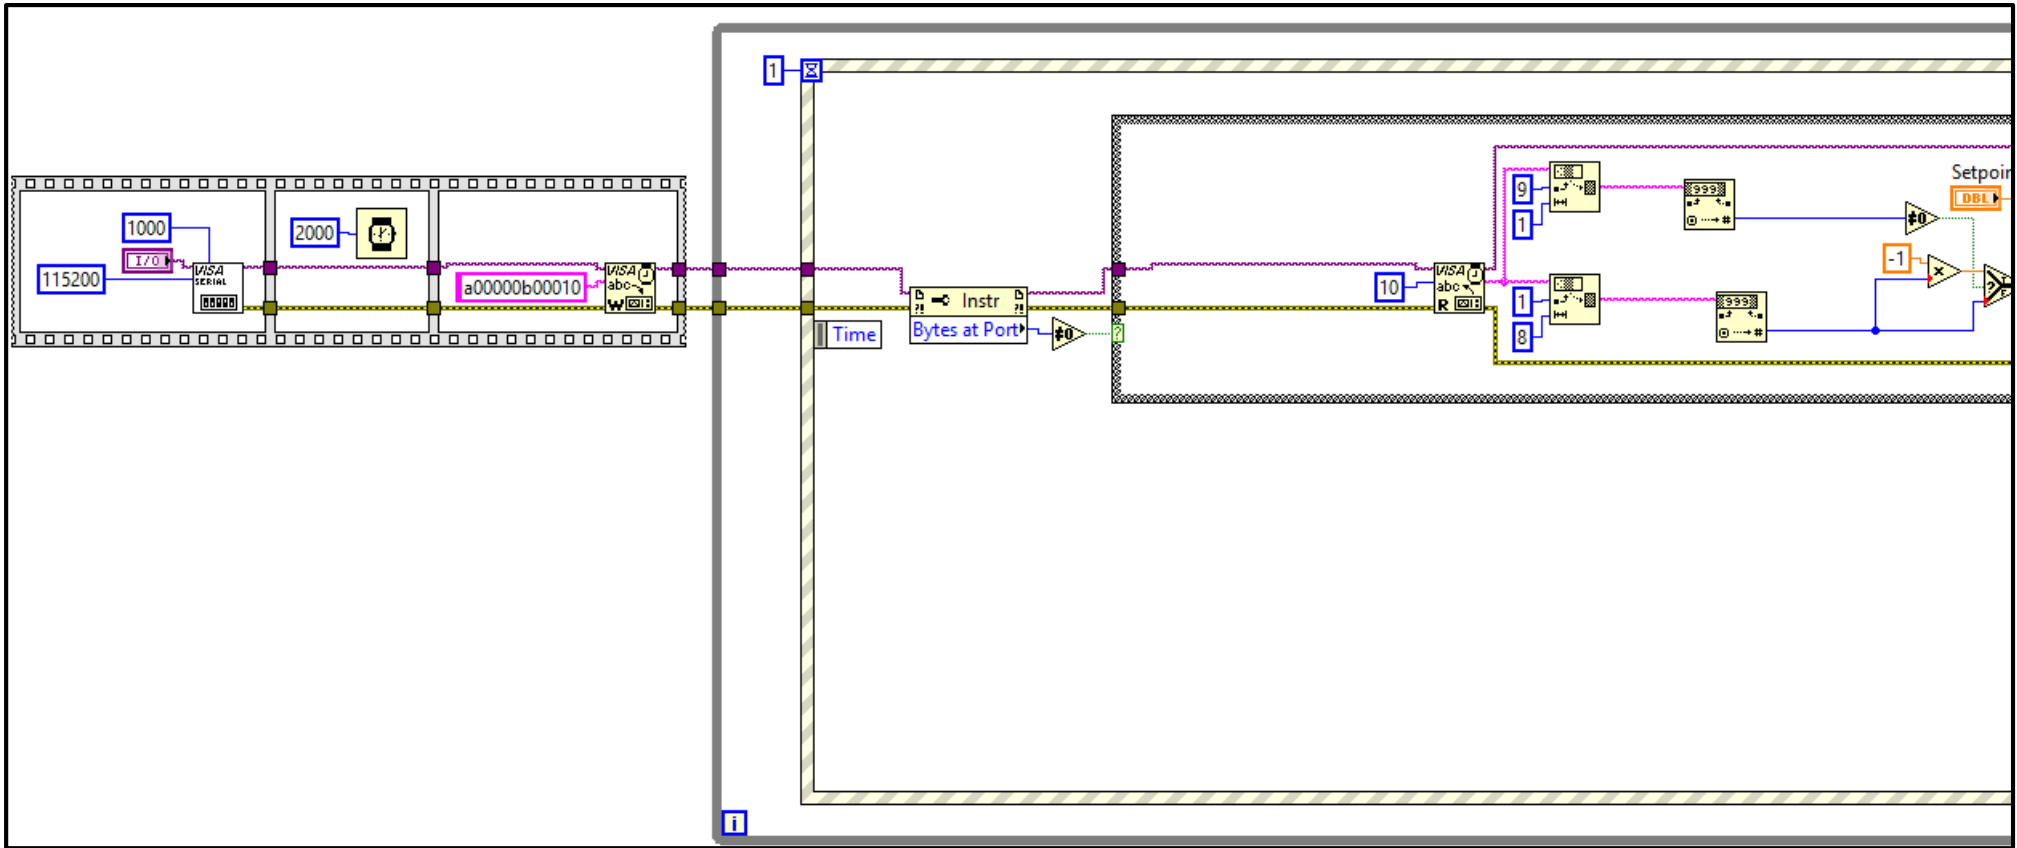 1
9
1
999
Setpoin
DBL
≠0
1000
I/O
2000
VISA
SERIAL
115200
a00000b00010
VISA
abc
W
Instr
Bytes at Port
≠0
?
Time
10
VISA
abc
R
-1
x
?
1
8
999
i